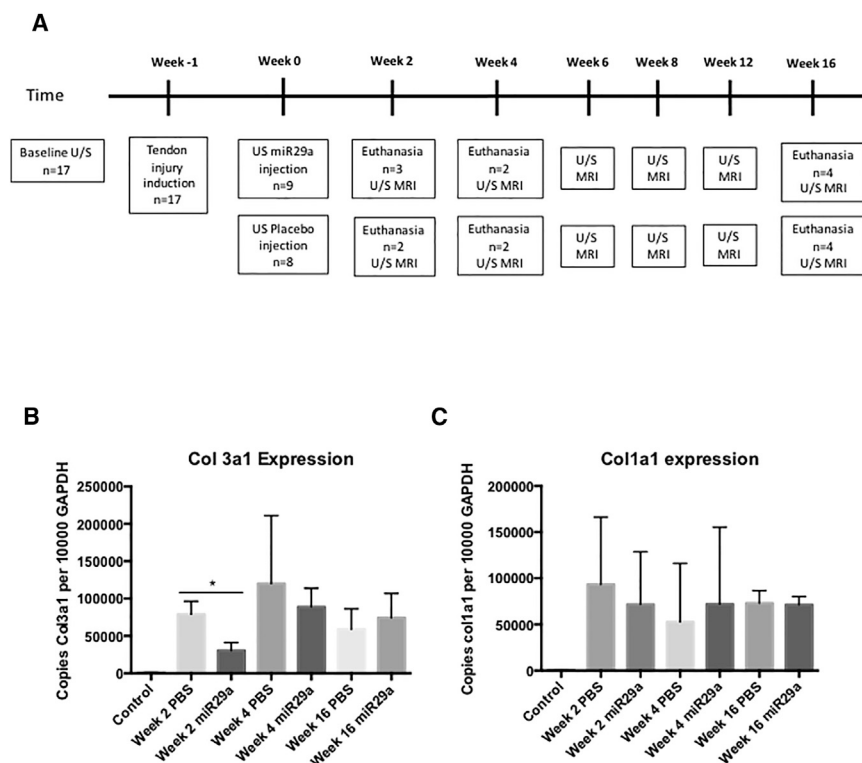 A
Week -1 Week 0 Week 2 Week 4 Week 6 Week 8 Week 12 Week 16
Time
Baseline U/S
n=17
Tendon
injury
induction
n=17
US miR29a
injection
n=9
Euthanasia
n=3
U/S MRI
Euthanasia
n=2
U/S MRI
U/S
MRI
U/S
MRI
U/S
MRI
Euthanasia
n=4
U/S MRI
US Placebo
injection
n=8
Euthanasia
n=2
U/S MRI
Euthanasia
n=2
U/S MRI
U/S
MRI
U/S
MRI
U/S
MRI
Euthanasia
n=4
U/S MRI
B
Col 3a1 Expression
Copies Col3a1 per 10000 GAPDH
250000
200000
150000
100000
50000
0
*
Control
Week 2 PBS
Week 2 miR29a
Week 4 PBS
Week 4 miR29a
Week 16 PBS
Week 16 miR29a
C
Col1a1 expression
Copies col1a1 per 10000 GAPDH
200000
150000
100000
50000
0
Control
Week 2 PBS
Week 2 miR29a
Week 4 PBS
Week 4 miR29a
Week 16 PBS
Week 16 miR29a